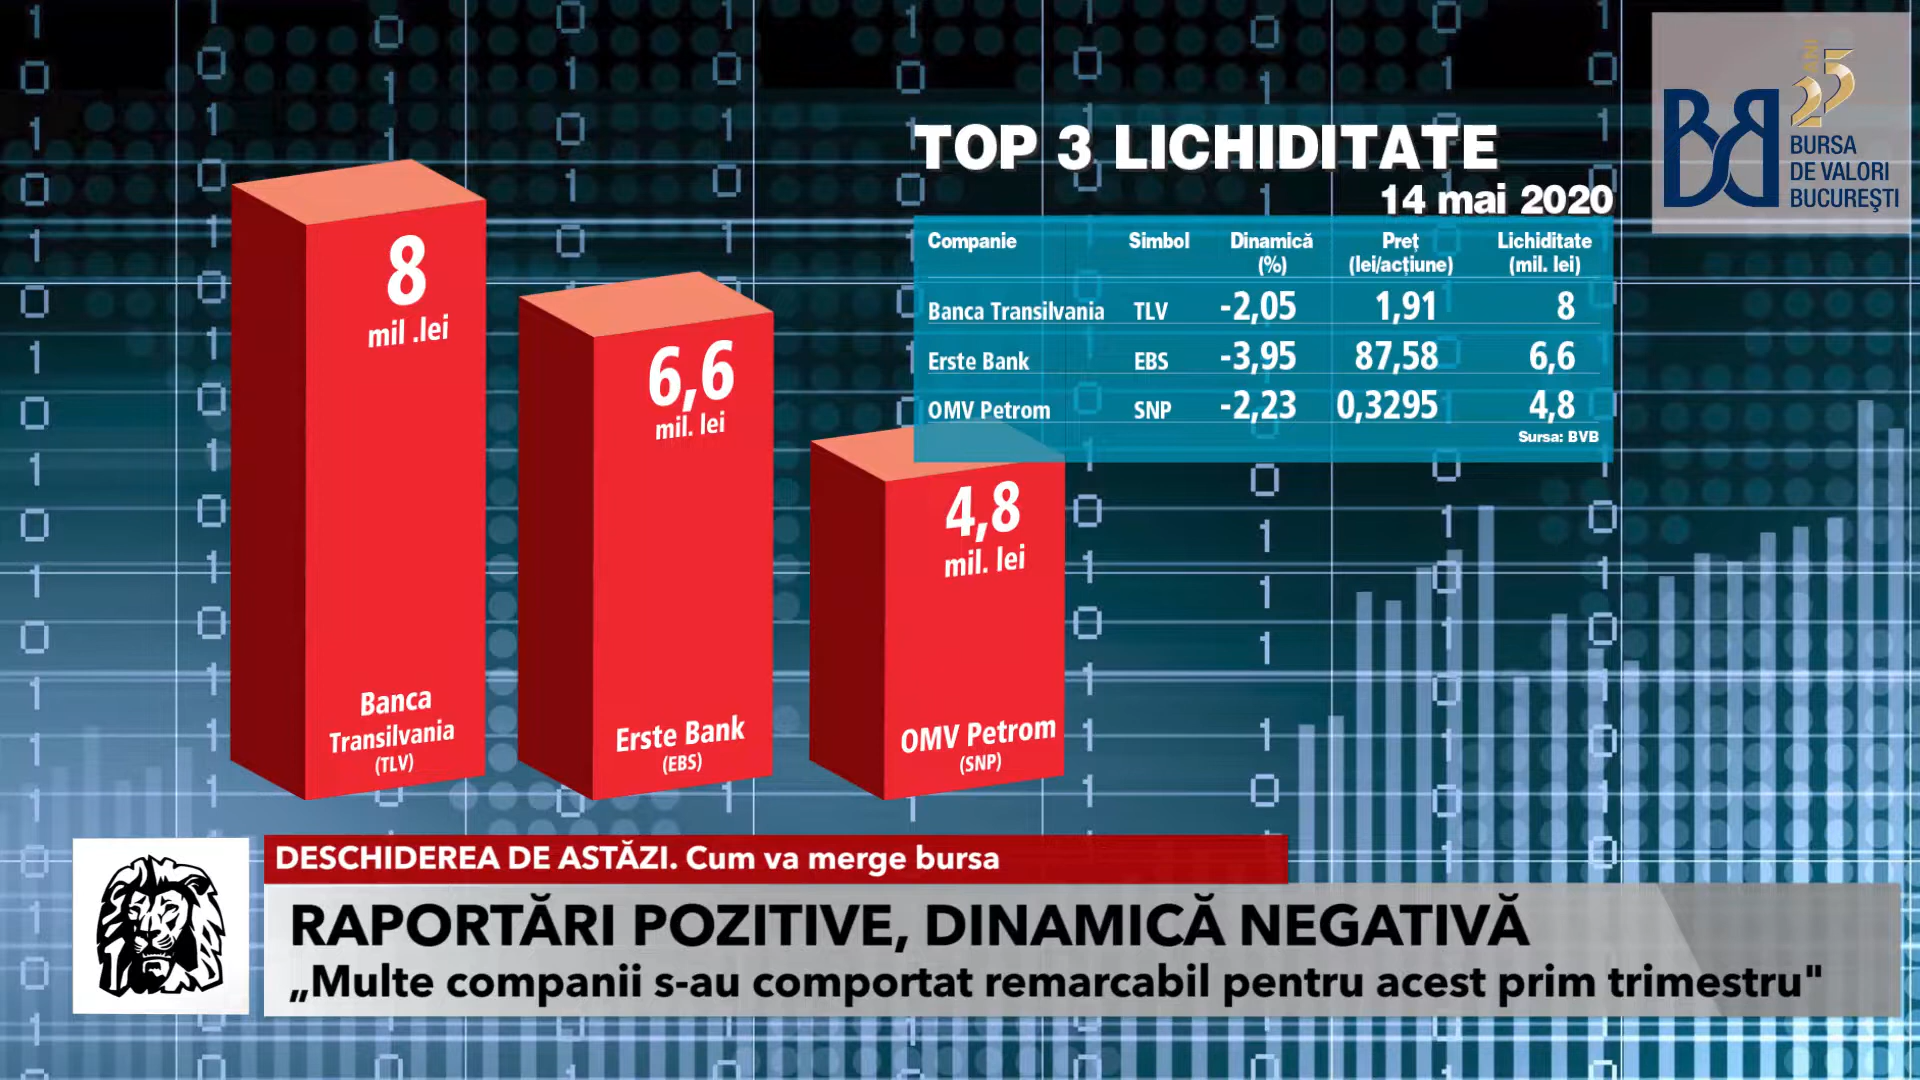 25 ANI
BVB
BURSA
DE VALORI
BUCUREȘTI
TOP 3 LICHIDITATE
14 mai 2020
Companie Simbol Dinamică (%) Preț (lei/acțiune) Lichiditate (mil. lei)
Banca Transilvania TLV -2,05 1,91 8
Erste Bank EBS -3,95 87,58 6,6
OMV Petrom SNP -2,23 0,3295 4,8
Sursa: BVB
8
mil .lei
Banca
Transilvania
(TLV)
6,6
mil. lei
Erste Bank
(EBS)
4,8
mil. lei
OMV Petrom
(SNP)
DESCHIDEREA DE ASTĂZI. Cum va merge bursa
RAPORTĂRI POZITIVE, DINAMICĂ NEGATIVĂ
„Multe companii s-au comportat remarcabil pentru acest prim trimestru"